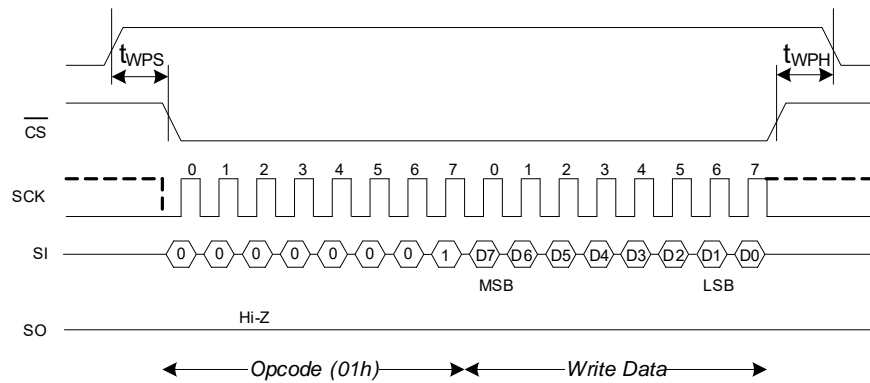 tWPS tWPH
CS
0 1 2 3 4 5 6 7 0 1 2 3 4 5 6 7
SCK
SI 0 0 0 0 0 0 0 1 D7 D6 D5 D4 D3 D2 D1 D0
MSB LSB
Hi-Z
SO
Opcode (01h) Write Data